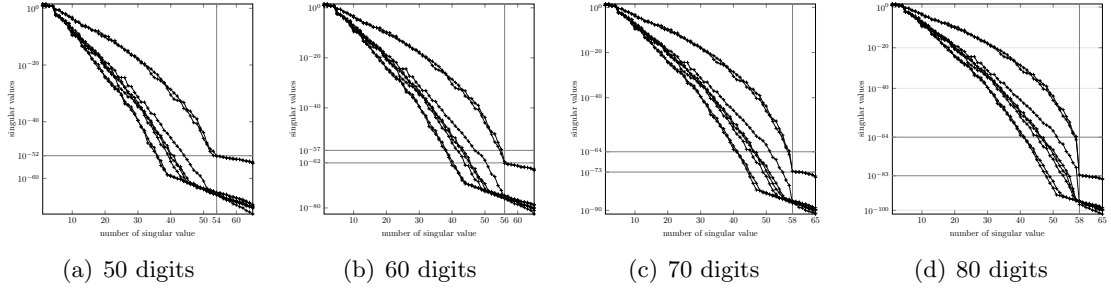 singular values
10^0
10^−20
10^−40
10^−52
10^−60
10 20 30 40 50 54 60
number of singular value
(a) 50 digits
singular values
10^0
10^−20
10^−40
10^−57
10^−62
10^−80
10 20 30 40 50 56 60
number of singular value
(b) 60 digits
singular values
10^0
10^−20
10^−40
10^−64
10^−73
10^−90
10 20 30 40 50 58 65
number of singular value
(c) 70 digits
singular values
10^0
10^−20
10^−40
10^−64
10^−83
10^−100
10 20 30 40 50 58 65
number of singular value
(d) 80 digits